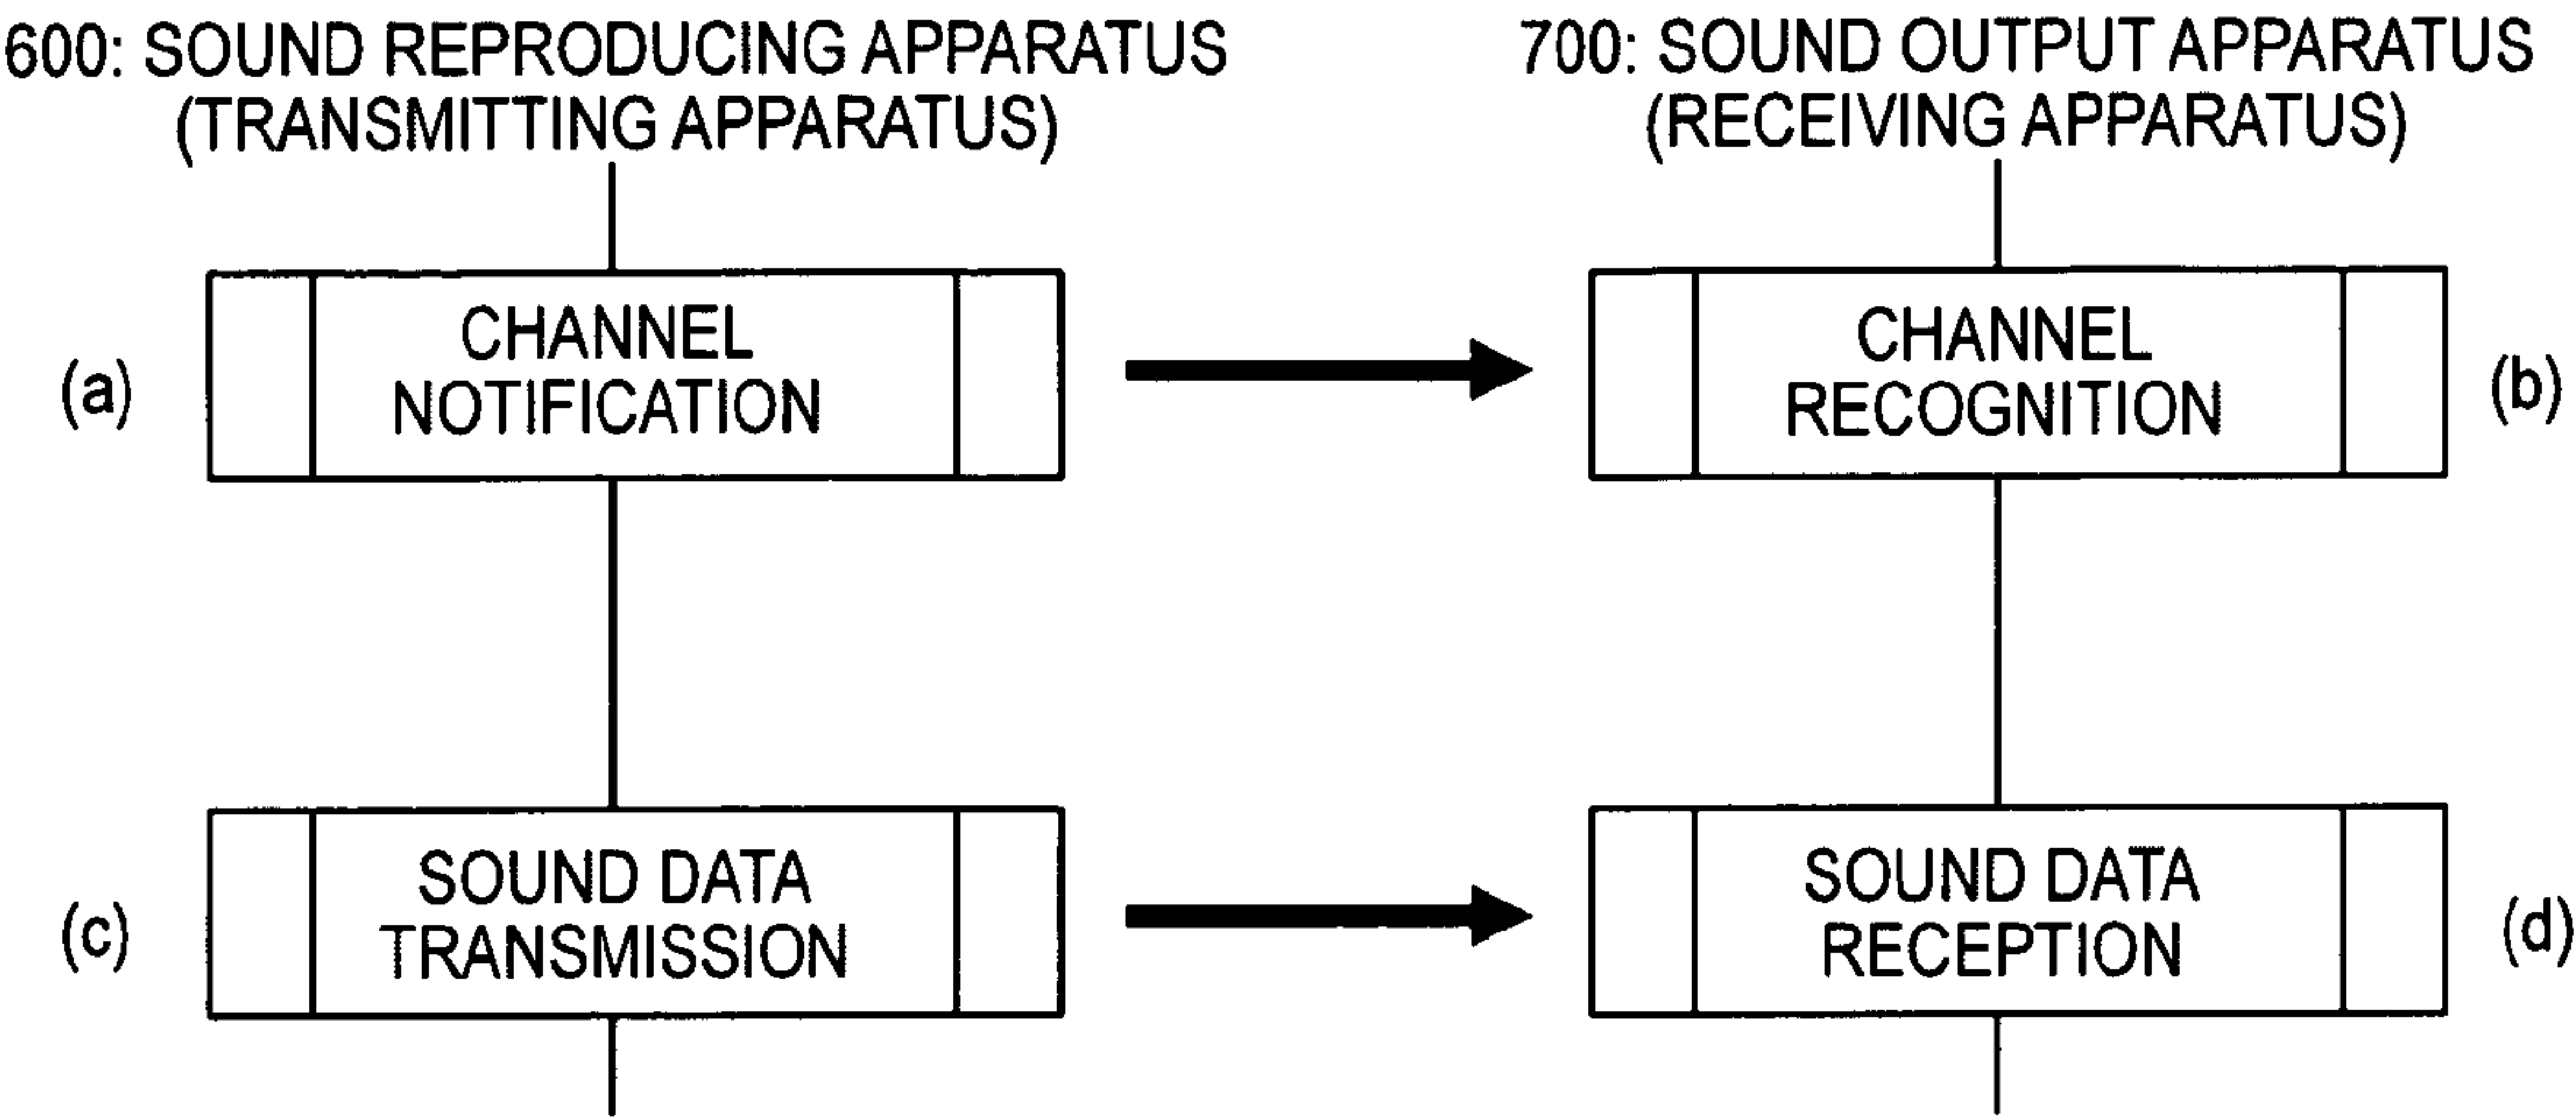 600: SOUND REPRODUCING APPARATUS
(TRANSMITTING APPARATUS)
700: SOUND OUTPUT APPARATUS
(RECEIVING APPARATUS)
(a)
CHANNEL
NOTIFICATION
CHANNEL
RECOGNITION
(b)
(c)
SOUND DATA
TRANSMISSION
SOUND DATA
RECEPTION
(d)